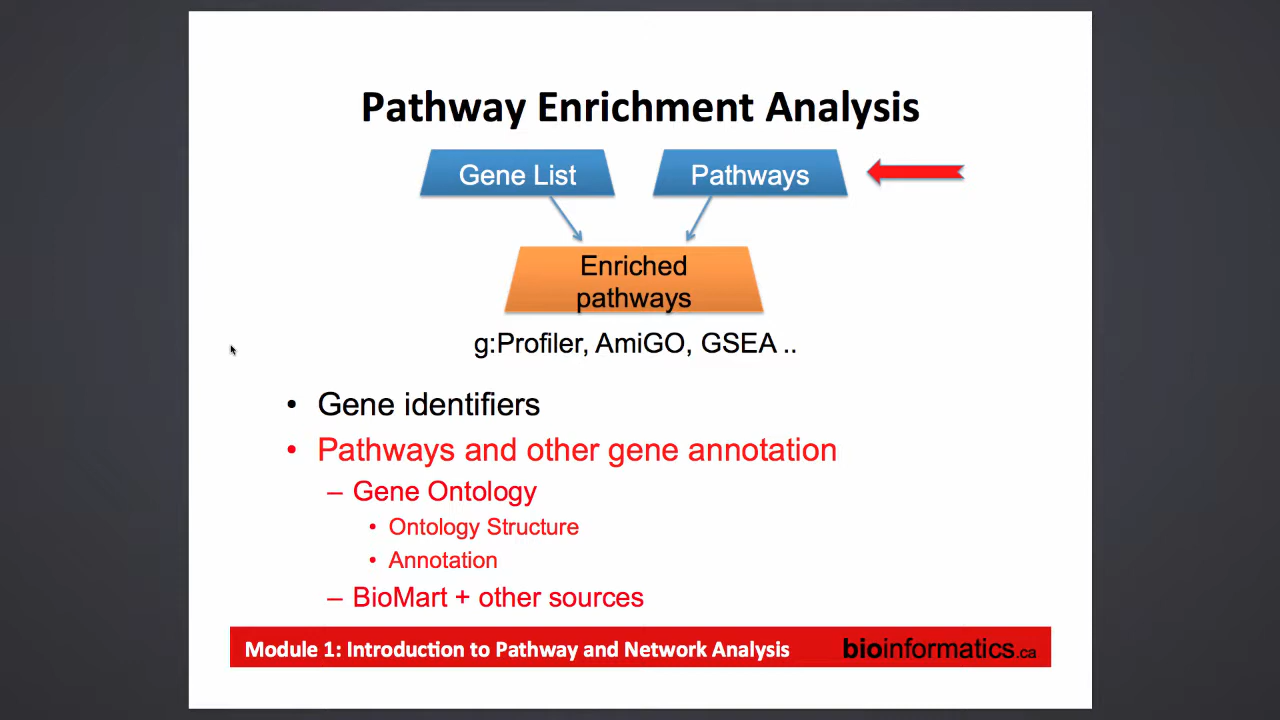 Pathway Enrichment Analysis
Gene List
Pathways
Enriched
pathways
g:Profiler, AmiGO, GSEA ..
• Gene identifiers
• Pathways and other gene annotation
– Gene Ontology
• Ontology Structure
• Annotation
– BioMart + other sources
Module 1: Introduction to Pathway and Network Analysis
bioinformatics.ca